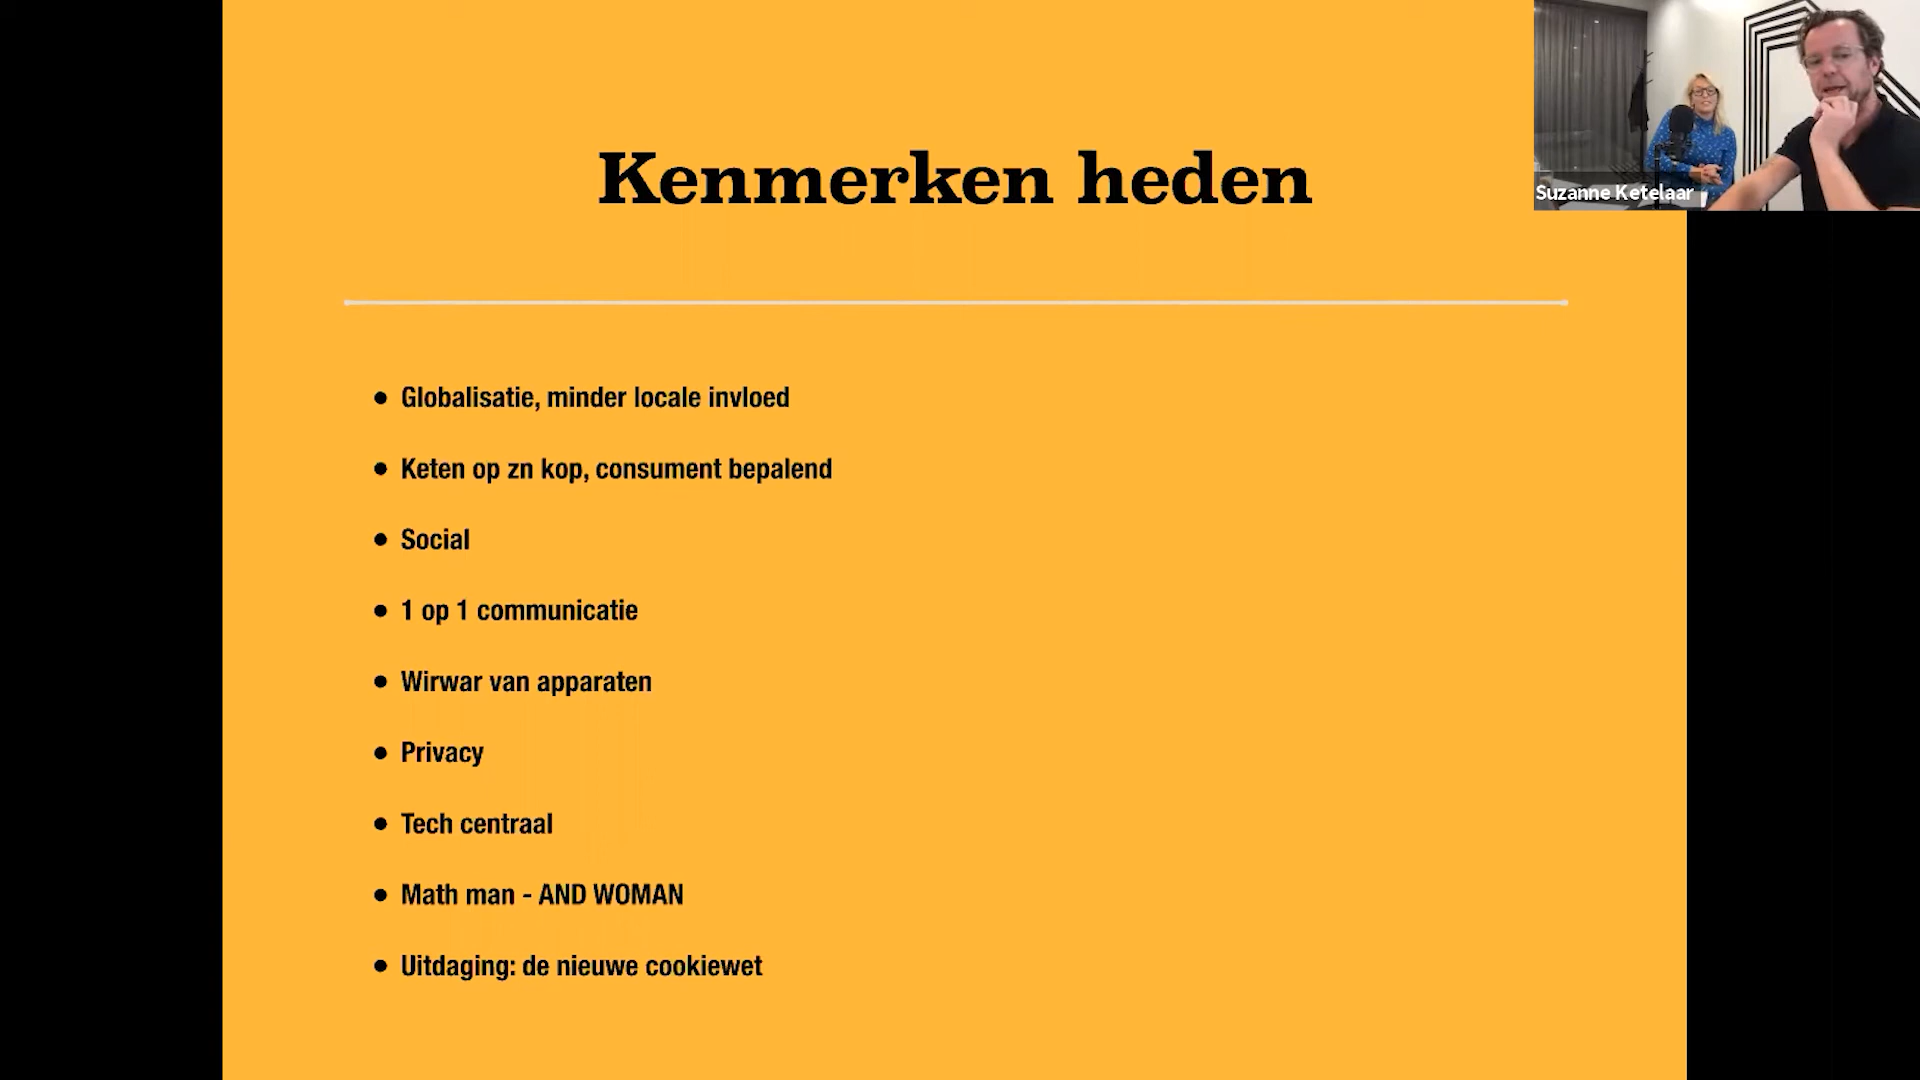 Kenmerken heden
Suzanne Ketelaar
Globalisatie, minder locale invloed
Keten op zn kop, consument bepalend
Social
1 op 1 communicatie
Wirwar van apparaten
Privacy
Tech centraal
Math man - AND WOMAN
Uitdaging: de nieuwe cookiewet